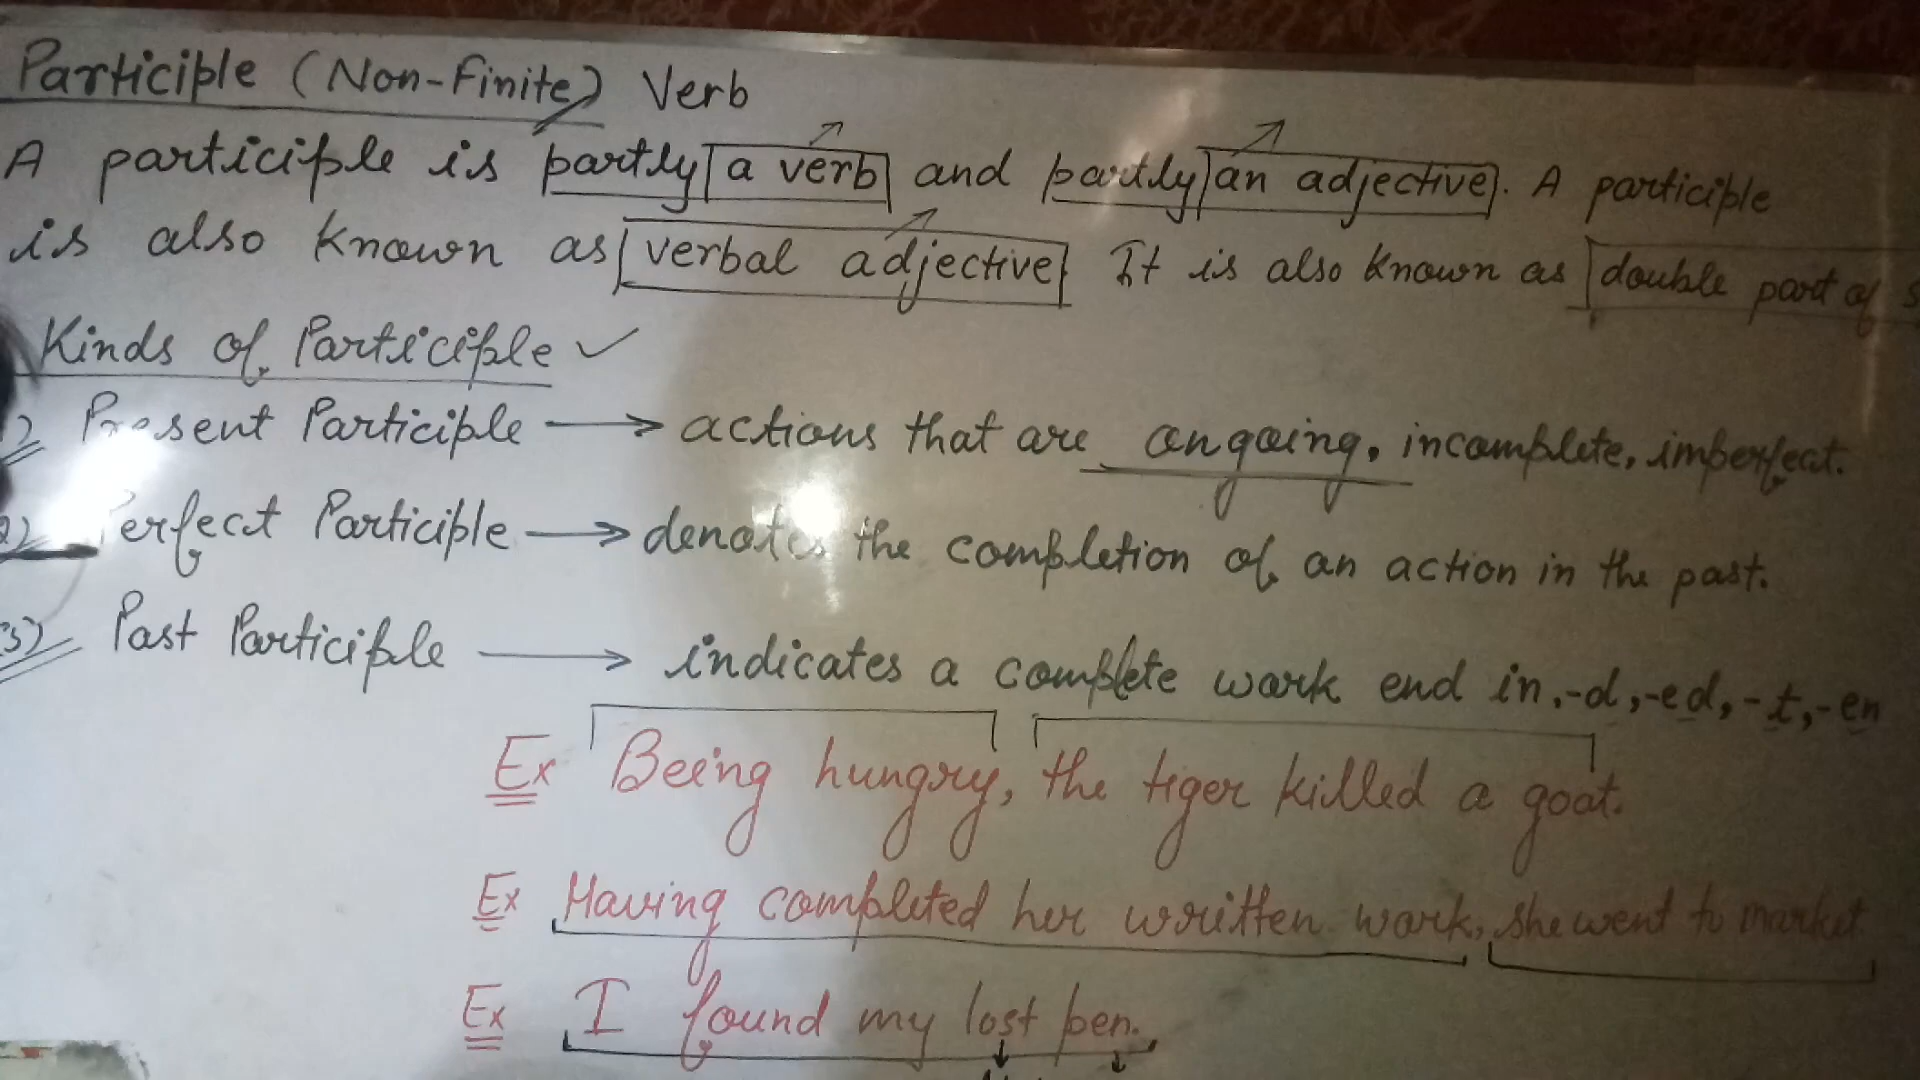 Participle (Non-Finite) Verb
A participle is partly a verb and partly an adjective. A participle
is also known as verbal adjective It is also known as double part of
Kinds of Participle ✓
Present Participle → actions that are ongoing, incomplete, imperfect.
2) Perfect Participle → denotes the completion of an action in the past.
3) Past Participle → indicates a complete work end in, -d, -ed, -t, -en
Ex Being hungry, the tiger killed a goat.
Ex Having completed her written work, she went to market
Ex I found my lost pen.